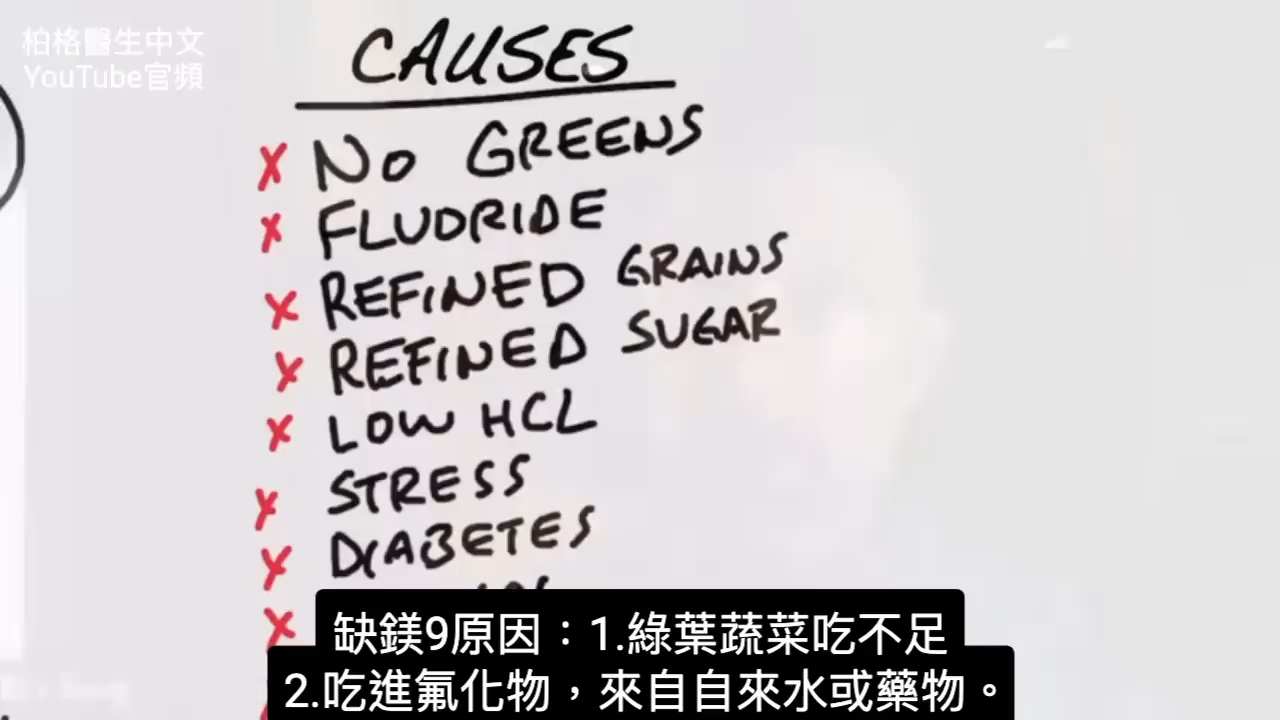 柏格醫生中文
YouTube官頻
CAUSES
X NO GREENS
X FLUORIDE
X REFINED GRAINS
X REFINED SUGAR
X LOW HCL
X STRESS
X DIABETES
X
缺鎂9原因：1.綠葉蔬菜吃不足
2.吃進氟化物，來自自來水或藥物。